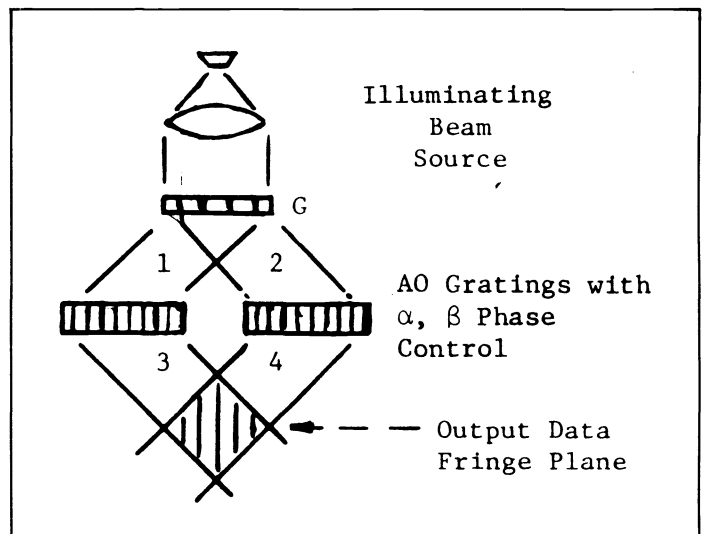 Illuminating
Beam
Source
G
1 2
AO Gratings with
α, β Phase
Control
3 4
Output Data
Fringe Plane